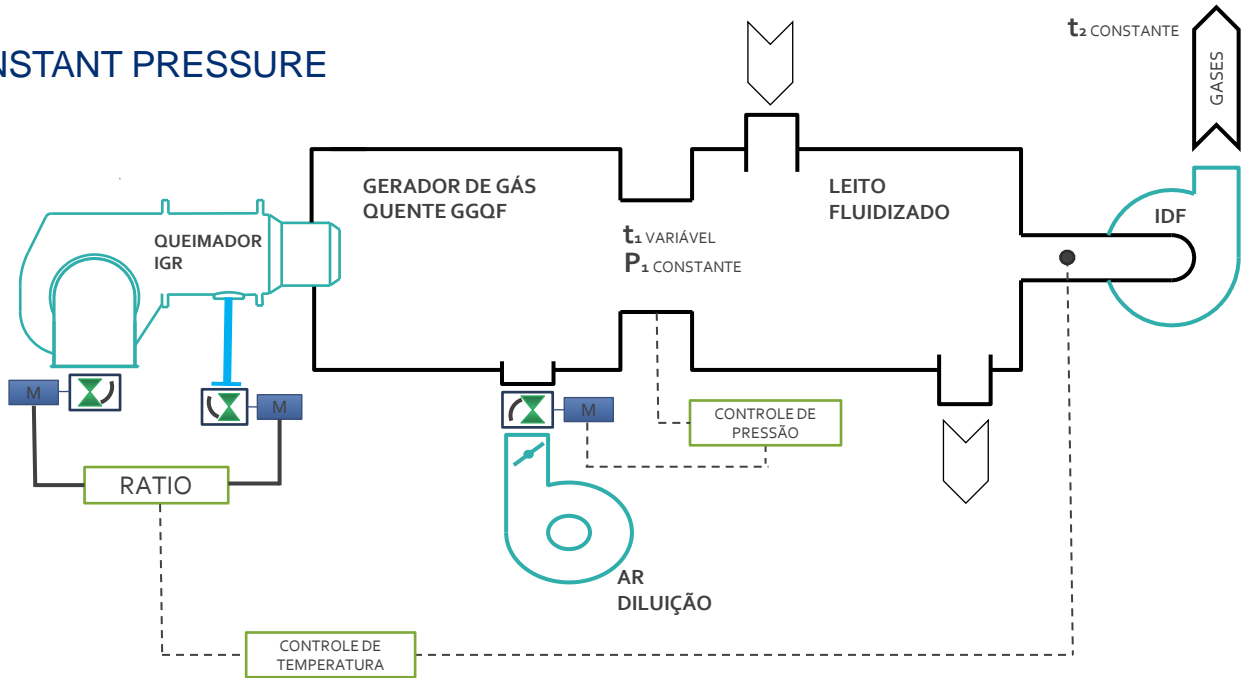 NSTANT PRESSURE
t₂ CONSTANTE
GASES
GERADOR DE GÁS
QUENTE GGQF
LEITO
FLUIDIZADO
IDF
QUEIMADOR
IGR
t₁ VARIÁVEL
P₁ CONSTANTE
M
M
M
CONTROLE DE
PRESSÃO
RATIO
AR
DILUIÇÃO
CONTROLE DE
TEMPERATURA